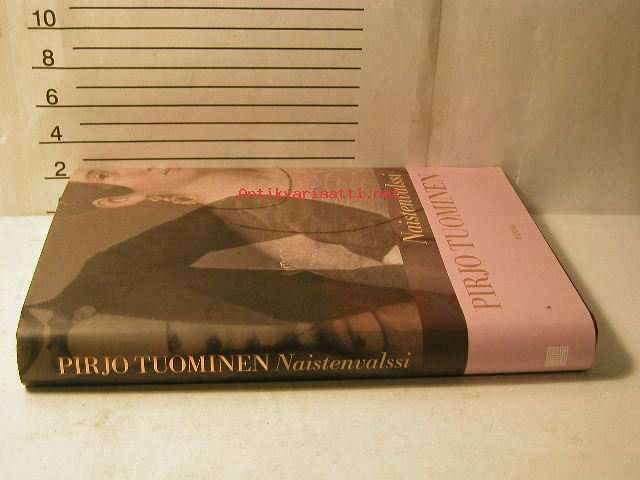 10
8
6
4
2
Antikvariaatti.net
Naistenvalssi
PIRJO TUOMINEN
PIRJO TUOMINEN Naistenvalssi